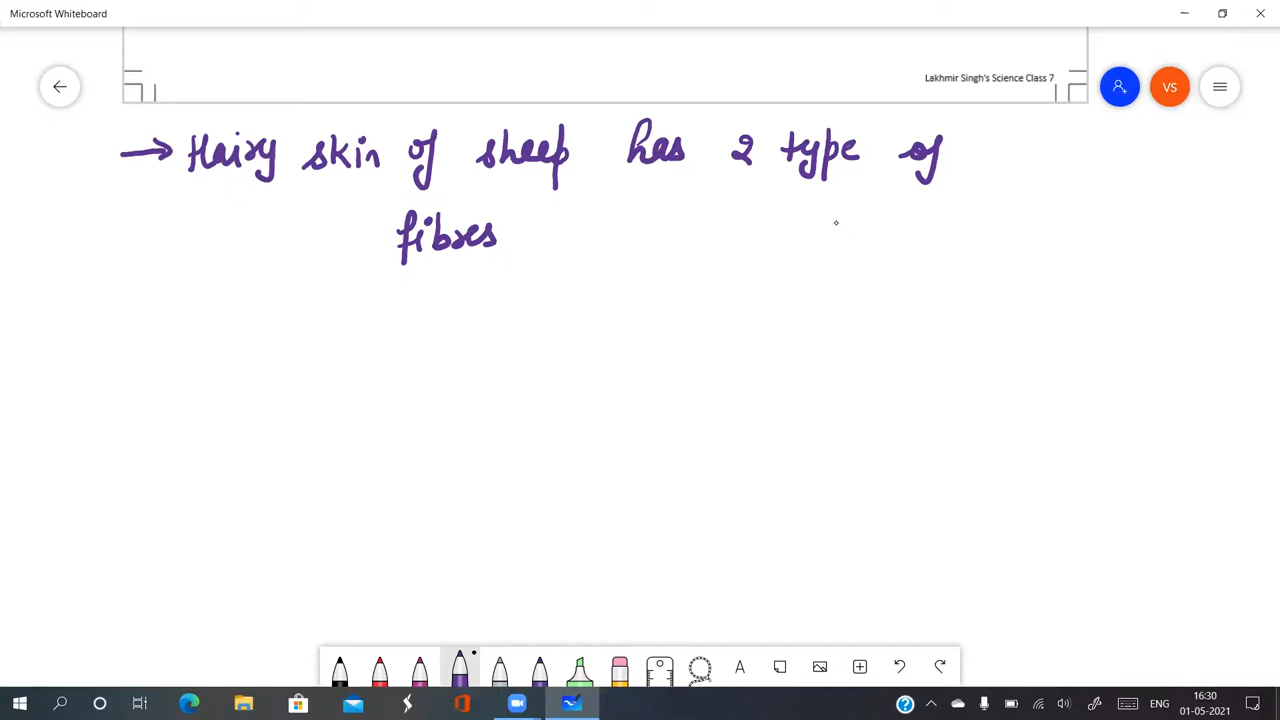 Microsoft Whiteboard
Lakhmir Singh's Science Class 7
VS
→ Hairy skin of sheep has 2 type of
fibres
A
ENG
16:30
01-05-2021